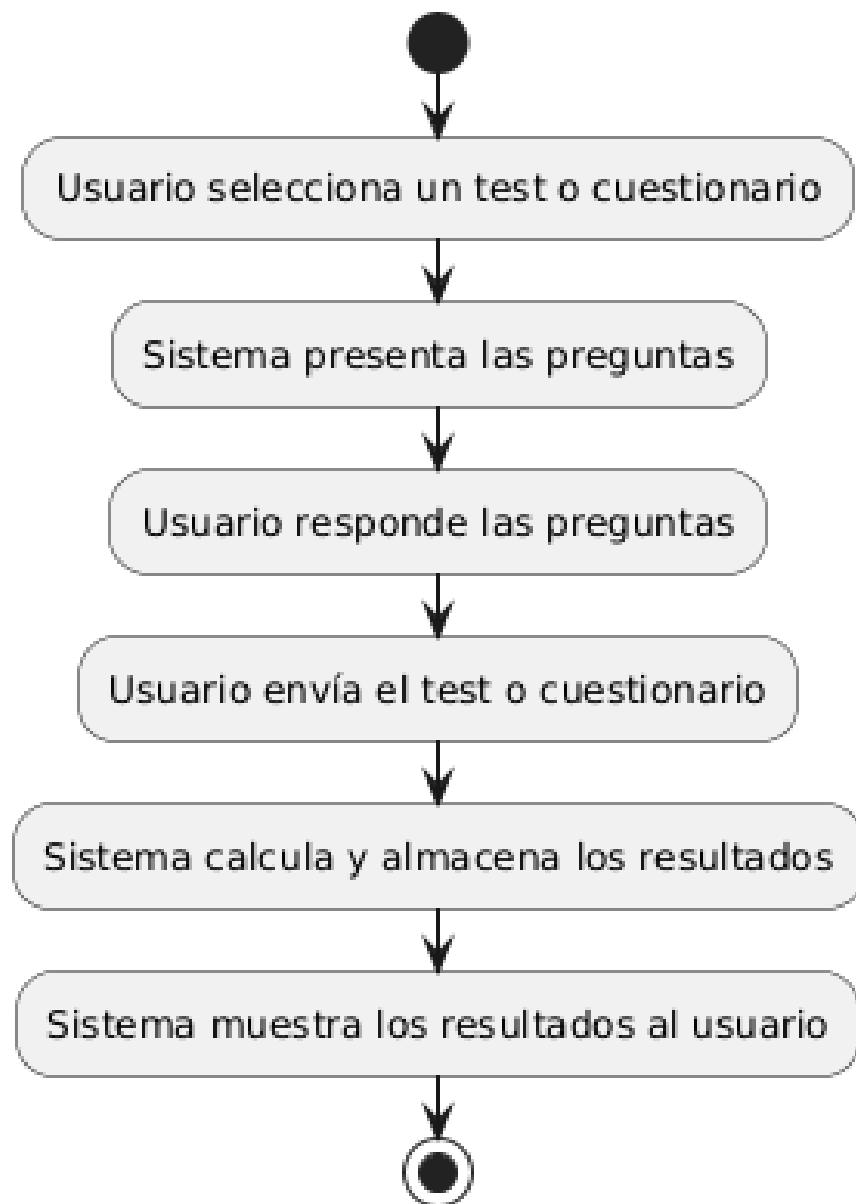 Usuario selecciona un test o cuestionario
Sistema presenta las preguntas
Usuario responde las preguntas
Usuario envía el test o cuestionario
Sistema calcula y almacena los resultados
Sistema muestra los resultados al usuario